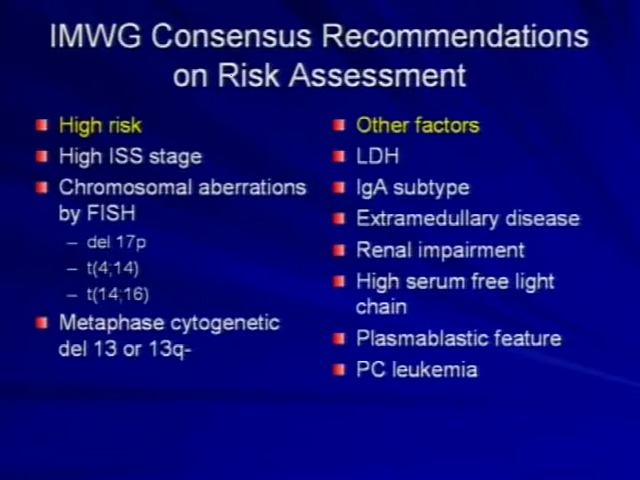 IMWG Consensus Recommendations
on Risk Assessment
High risk
High ISS stage
Chromosomal aberrations
by FISH
– del 17p
– t(4;14)
– t(14;16)
Metaphase cytogenetic
del 13 or 13q-
Other factors
LDH
IgA subtype
Extramedullary disease
Renal impairment
High serum free light
chain
Plasmablastic feature
PC leukemia